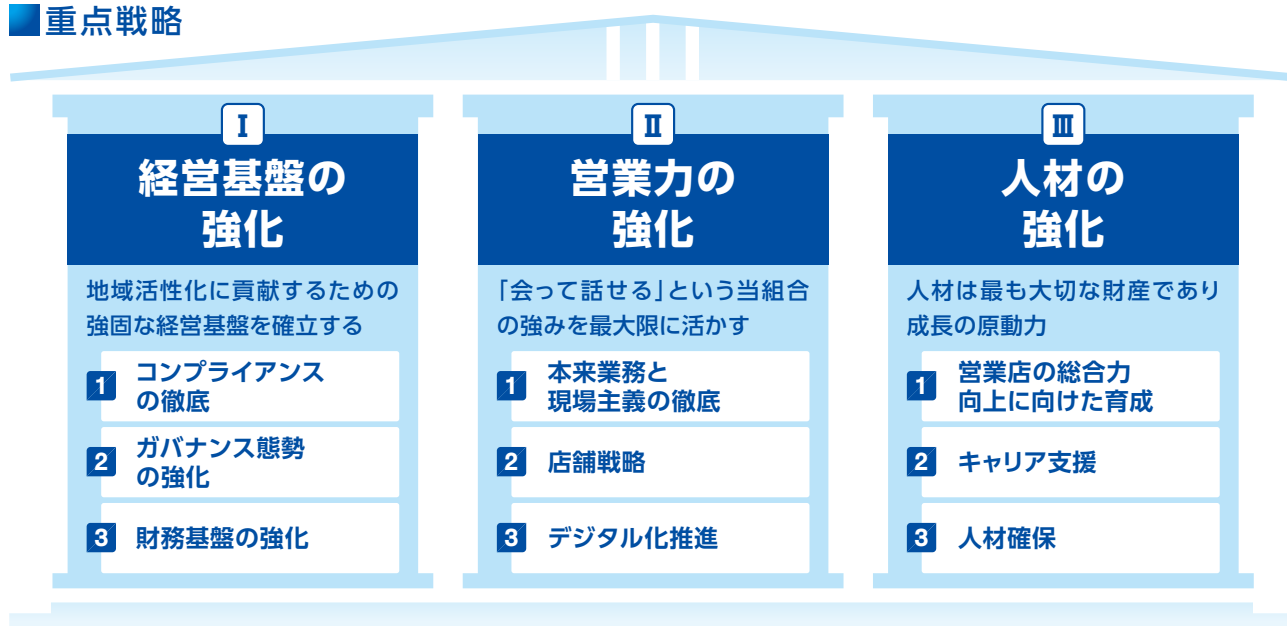 重点戦略
Ⅰ
経営基盤の
強化
地域活性化に貢献するための
強固な経営基盤を確立する
1 コンプライアンス
の徹底
2 ガバナンス態勢
の強化
3 財務基盤の強化
Ⅱ
営業力の
強化
「会って話せる」という当組合
の強みを最大限に活かす
1 本来業務と
現場主義の徹底
2 店舗戦略
3 デジタル化推進
Ⅲ
人材の
強化
人材は最も大切な財産であり
成長の原動力
1 営業店の総合力
向上に向けた育成
2 キャリア支援
3 人材確保